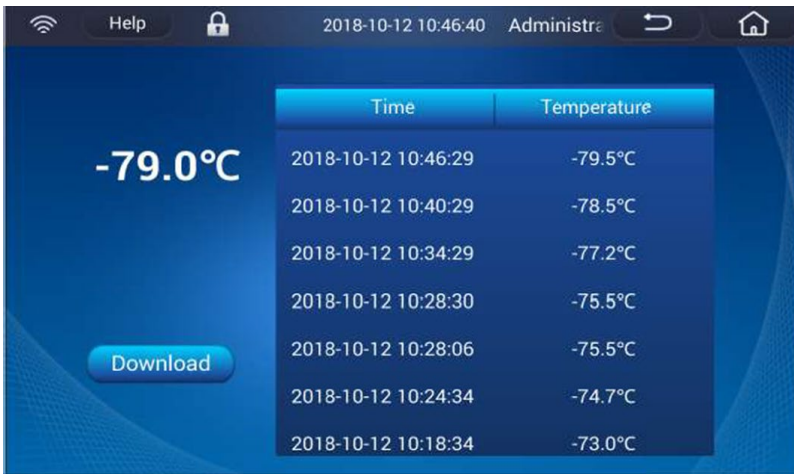 Help 2018-10-12 10:46:40 Administra
Time Temperature
-79.0℃
2018-10-12 10:46:29 -79.5℃
2018-10-12 10:40:29 -78.5℃
2018-10-12 10:34:29 -77.2℃
2018-10-12 10:28:30 -75.5℃
2018-10-12 10:28:06 -75.5℃
Download
2018-10-12 10:24:34 -74.7℃
2018-10-12 10:18:34 -73.0℃